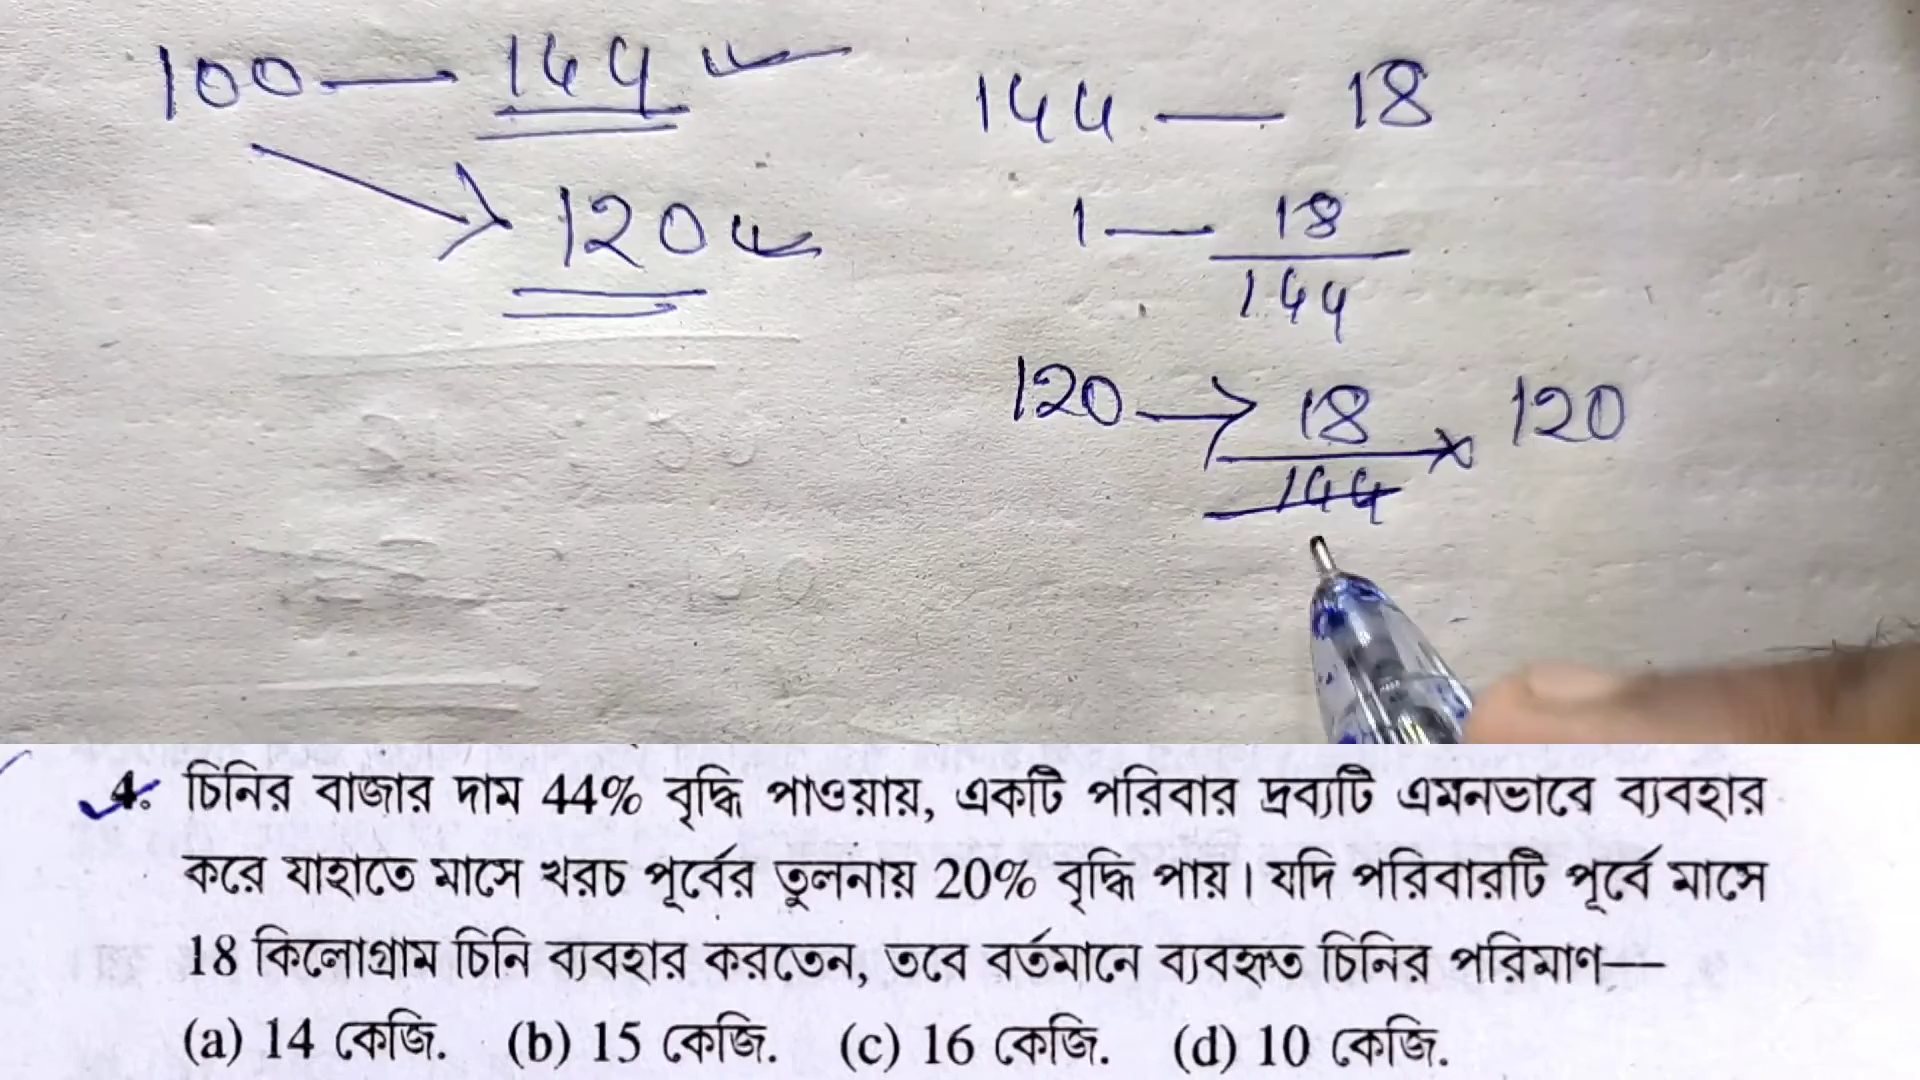 100 — 144
120
144 — 18
1 — 18
144
120 → 18 × 120
144
4. চিনির বাজার দাম 44% বৃদ্ধি পাওয়ায়, একটি পরিবার দ্রব্যটি এমনভাবে ব্যবহার
করে যাহাতে মাসে খরচ পূর্বের তুলনায় 20% বৃদ্ধি পায়। যদি পরিবারটি পূর্বে মাসে
18 কিলোগ্রাম চিনি ব্যবহার করতেন, তবে বর্তমানে ব্যবহৃত চিনির পরিমাণ—
(a) 14 কেজি. (b) 15 কেজি. (c) 16 কেজি. (d) 10 কেজি.